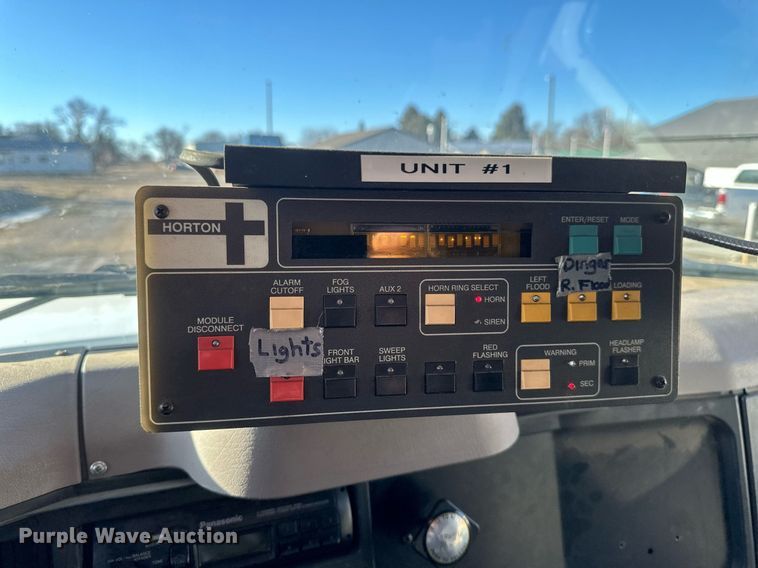 UNIT #1
HORTON
ENTER/RESET
MODE
ALARM
CUTOFF
FOG
LIGHTS
AUX 2
HORN RING SELECT
HORN
SIREN
LEFT
FLOOD
Dinger
R. Flood
LOADING
MODULE
DISCONNECT
Lights
FRONT
LIGHT BAR
SWEEP
LIGHTS
RED
FLASHING
WARNING
PRIM
SEC
HEADLAMP
FLASHER
Panasonic
Purple Wave Auction